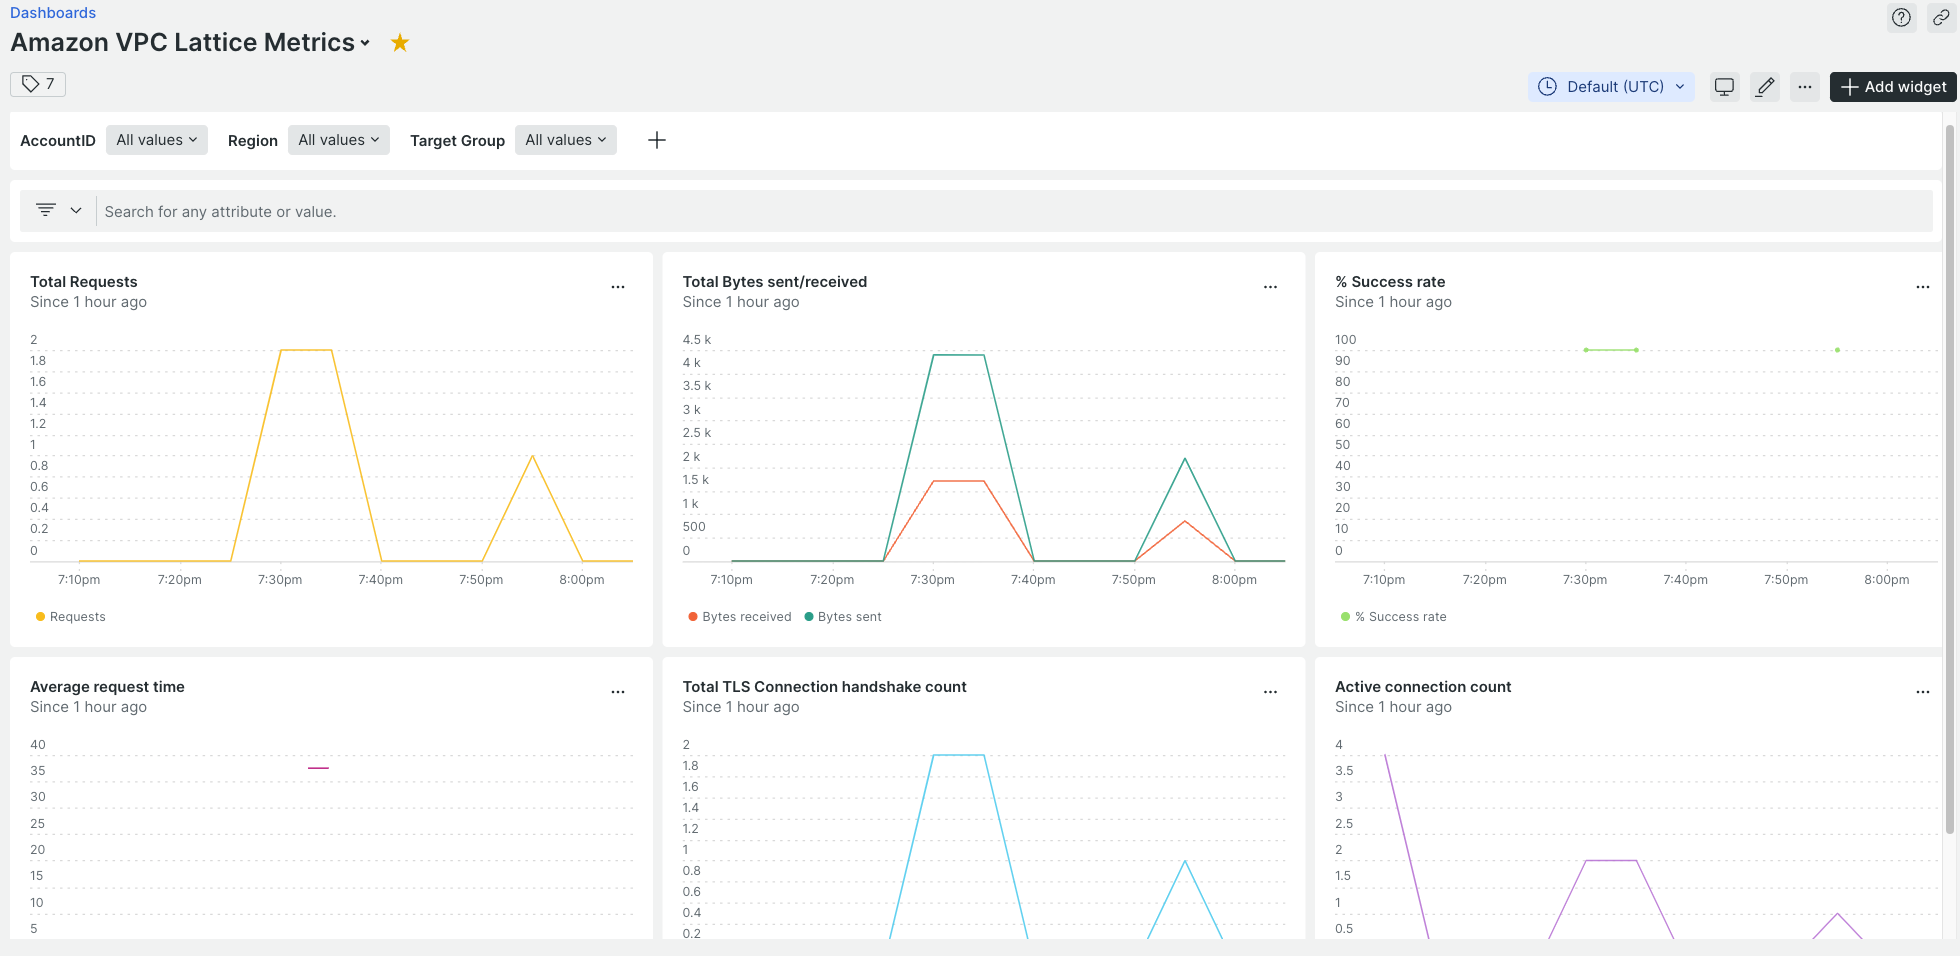 Dashboards
Amazon VPC Lattice Metrics
7
Default (UTC)
Add widget
AccountID All values Region All values Target Group All values
Search for any attribute or value.
Total Requests
Since 1 hour ago
2
1.8
1.6
1.4
1.2
1
0.8
0.6
0.4
0.2
0
7:10pm 7:20pm 7:30pm 7:40pm 7:50pm 8:00pm
Requests
Total Bytes sent/received
Since 1 hour ago
4.5 k
4 k
3.5 k
3 k
2.5 k
2 k
1.5 k
1 k
500
0
7:10pm 7:20pm 7:30pm 7:40pm 7:50pm 8:00pm
Bytes received Bytes sent
% Success rate
Since 1 hour ago
100
90
80
70
60
50
40
30
20
10
0
7:10pm 7:20pm 7:30pm 7:40pm 7:50pm 8:00pm
% Success rate
Average request time
Since 1 hour ago
40
35
30
25
20
15
10
5
Total TLS Connection handshake count
Since 1 hour ago
2
1.8
1.6
1.4
1.2
1
0.8
0.6
0.4
0.2
Active connection count
Since 1 hour ago
4
3.5
3
2.5
2
1.5
1
0.5